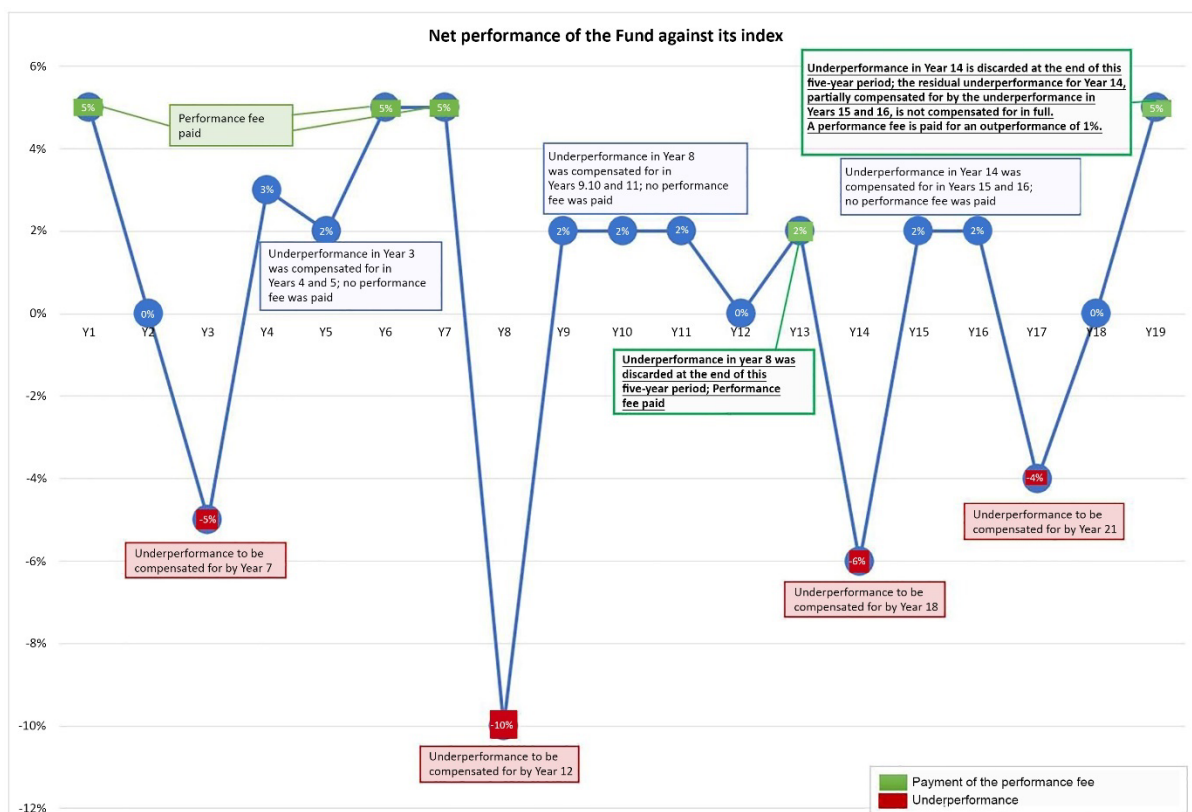 Net performance of the Fund against its index
6%
4%
2%
0%
-2%
-4%
-6%
-8%
-10%
-12%
Y1
Y2
Y3
Y4
Y5
Y6
Y7
Y8
Y9
Y10
Y11
Y12
Y13
Y14
Y15
Y16
Y17
Y18
Y19
5%
0%
-5%
3%
2%
5%
5%
-10%
2%
2%
2%
0%
2%
-6%
2%
2%
-4%
0%
5%
Performance fee
paid
Underperformance in Year 3
was compensated for in
Years 4 and 5; no performance
fee was paid
Underperformance to be
compensated for by Year 7
Underperformance in Year 8
was compensated for in
Years 9.10 and 11; no performance
fee was paid
Underperformance to be
compensated for by Year 12
Underperformance in year 8 was
discarded at the end of this
five-year period; Performance
fee paid
Underperformance in Year 14 was
compensated for in Years 15 and 16;
no performance fee was paid
Underperformance to be
compensated for by Year 18
Underperformance to be
compensated for by Year 21
Underperformance in Year 14 is discarded at the end of this
five-year period; the residual underperformance for Year 14,
partially compensated for by the underperformance in
Years 15 and 16, is not compensated for in full.
A performance fee is paid for an outperformance of 1%.
Payment of the performance fee
Underperformance